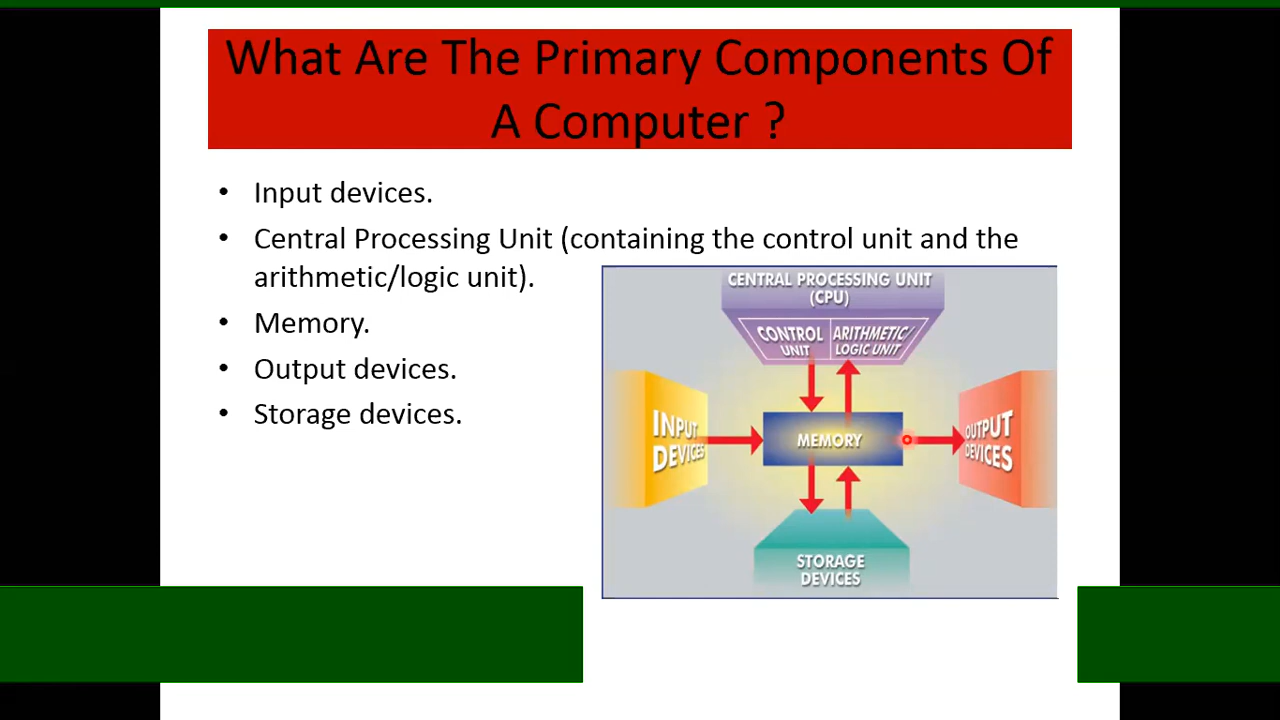 What Are The Primary Components Of
A Computer ?
• Input devices.
• Central Processing Unit (containing the control unit and the
arithmetic/logic unit).
• Memory.
• Output devices.
• Storage devices.
CENTRAL PROCESSING UNIT
(CPU)
CONTROL
UNIT
ARITHMETIC/
LOGIC UNIT
INPUT
DEVICES
MEMORY
OUTPUT
DEVICES
STORAGE
DEVICES